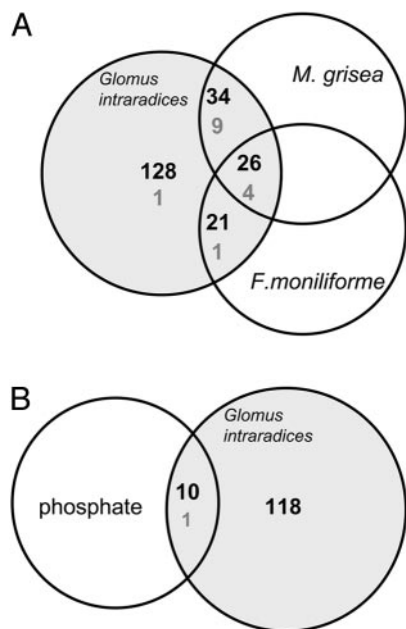 A
Glomus
intraradices
M. grisea
34
9
128
1
26
4
21
1
F.moniliforme
B
Glomus
intraradices
phosphate
10
1
118